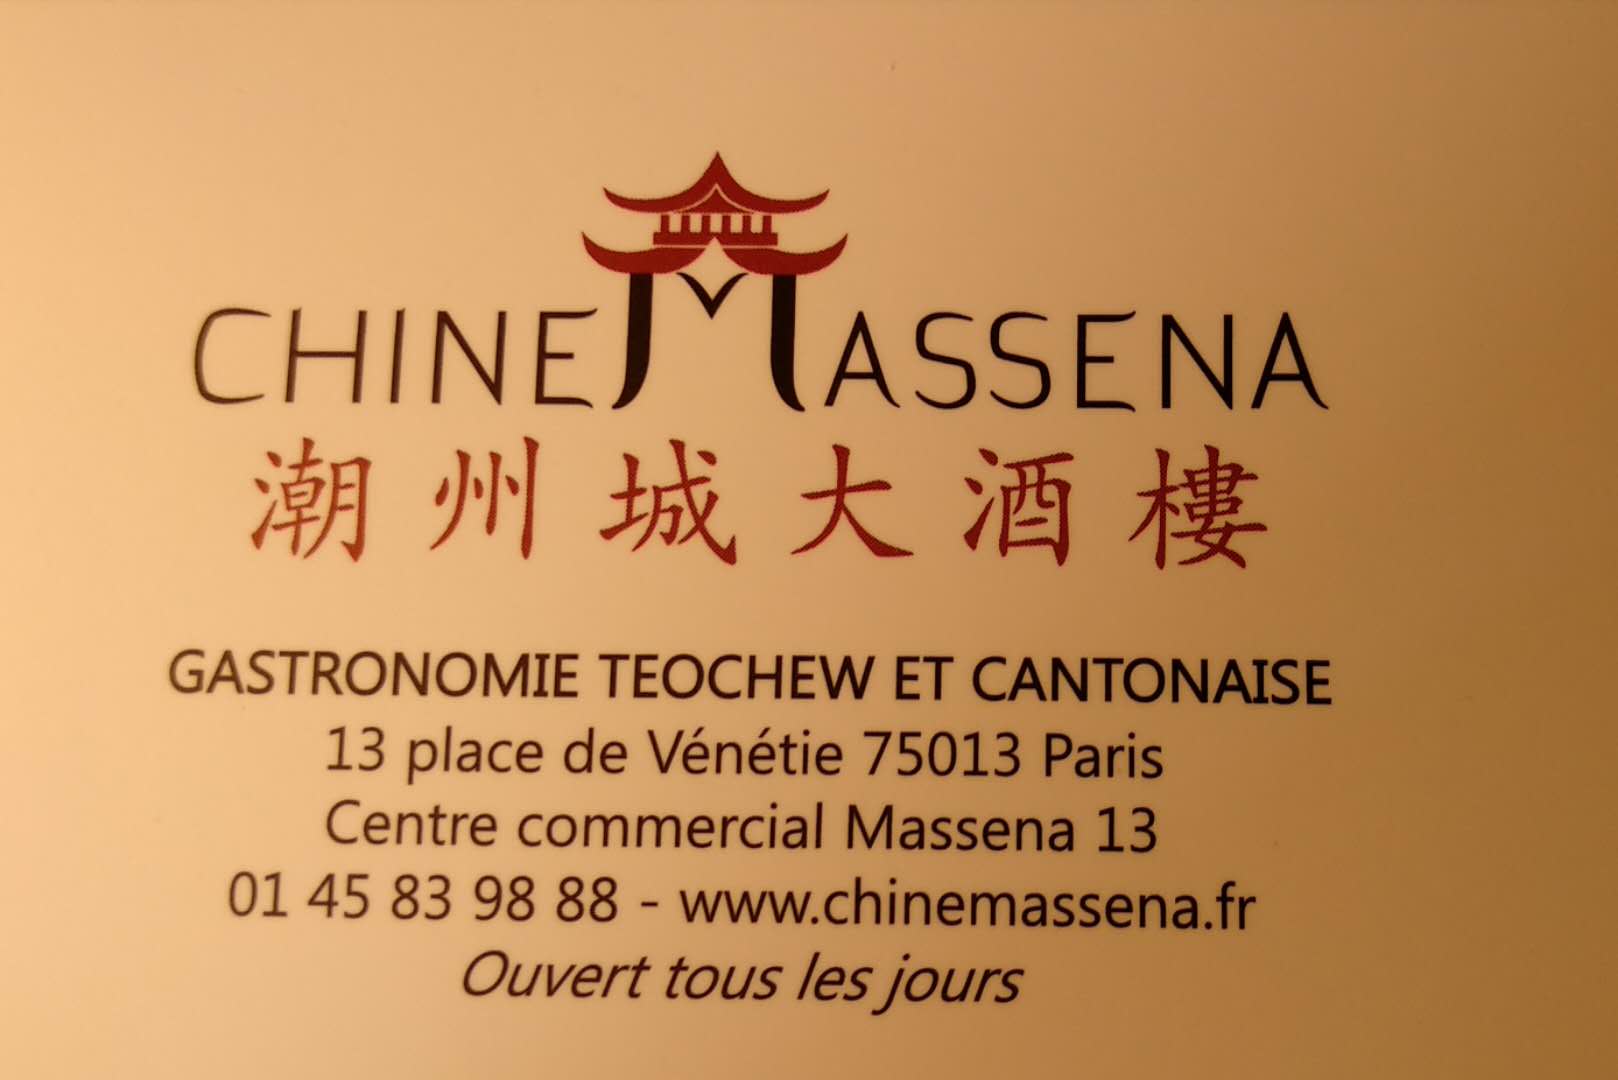 CHINE MASSENA
潮州城大酒樓
GASTRONOMIE TEOCHEW ET CANTONAISE
13 place de Vénétie 75013 Paris
Centre commercial Massena 13
01 45 83 98 88 - www.chinemassena.fr
Ouvert tous les jours